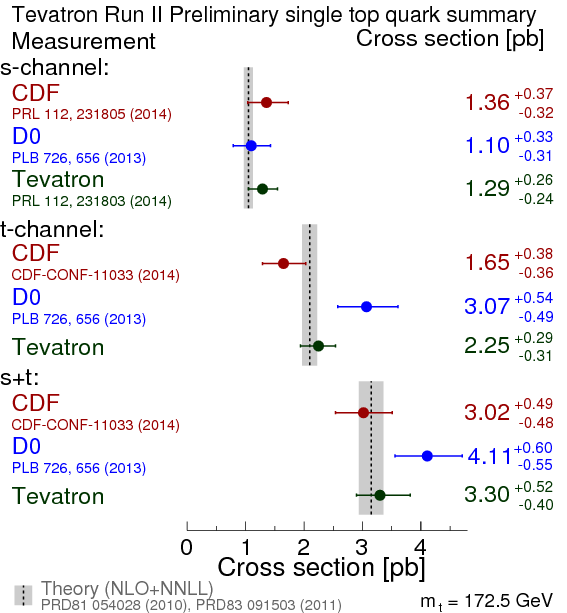 Tevatron Run II Preliminary single top quark summary
Measurement Cross section [pb]
s-channel:
CDF 1.36 +0.37 -0.32
PRL 112, 231805 (2014)
D0 1.10 +0.33 -0.31
PLB 726, 656 (2013)
Tevatron 1.29 +0.26 -0.24
PRL 112, 231803 (2014)
t-channel:
CDF 1.65 +0.38 -0.36
CDF-CONF-11033 (2014)
D0 3.07 +0.54 -0.49
PLB 726, 656 (2013)
Tevatron 2.25 +0.29 -0.31
s+t:
CDF 3.02 +0.49 -0.48
CDF-CONF-11033 (2014)
D0 4.11 +0.60 -0.55
PLB 726, 656 (2013)
Tevatron 3.30 +0.52 -0.40
0 1 2 3 4
Cross section [pb]
Theory (NLO+NNLL)
PRD81 054028 (2010), PRD83 091503 (2011)
mt = 172.5 GeV